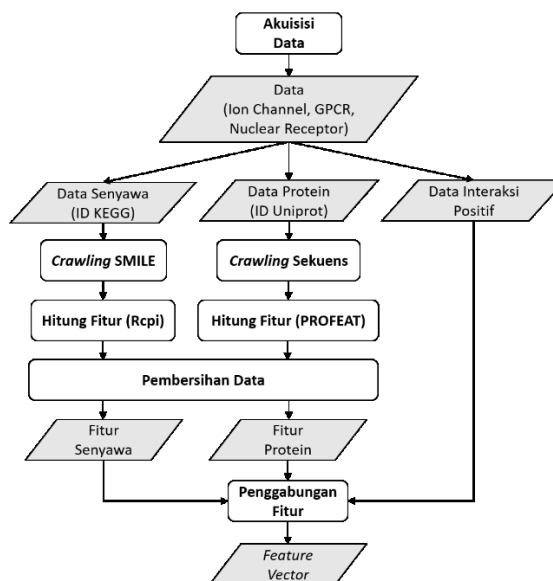 Akuisisi
Data
Data
(Ion Channel, GPCR,
Nuclear Receptor)
Data Senyawa
(ID KEGG)
Data Protein
(ID Uniprot)
Data Interaksi
Positif
Crawling SMILE
Crawling Sekuens
Hitung Fitur (Rcpi)
Hitung Fitur (PROFEAT)
Pembersihan Data
Fitur
Senyawa
Fitur
Protein
Penggabungan
Fitur
Feature
Vector